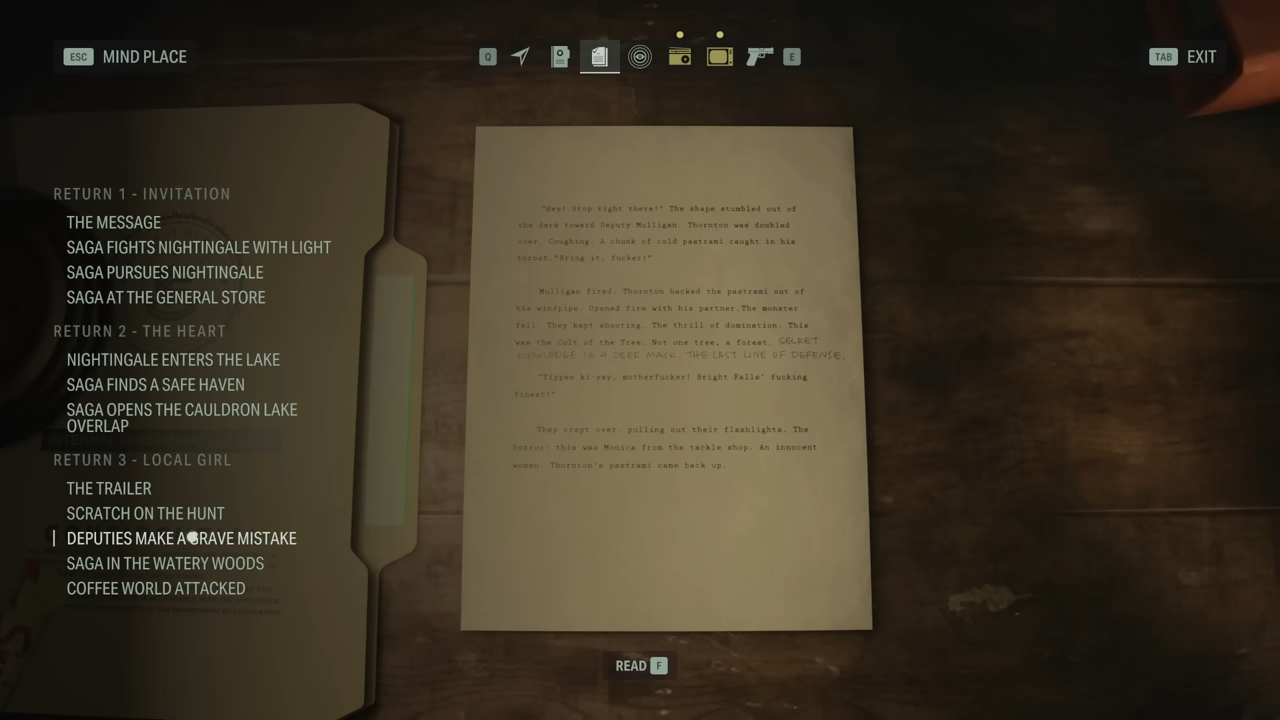 ESC MIND PLACE
Q
E
TAB EXIT
RETURN 1 - INVITATION
THE MESSAGE
SAGA FIGHTS NIGHTINGALE WITH LIGHT
SAGA PURSUES NIGHTINGALE
SAGA AT THE GENERAL STORE
RETURN 2 - THE HEART
NIGHTINGALE ENTERS THE LAKE
SAGA FINDS A SAFE HAVEN
SAGA OPENS THE CAULDRON LAKE
OVERLAP
RETURN 3 - LOCAL GIRL
THE TRAILER
SCRATCH ON THE HUNT
DEPUTIES MAKE A GRAVE MISTAKE
SAGA IN THE WATERY WOODS
COFFEE WORLD ATTACKED
"Hey! Stop right there!" The shape stumbled out of
the dark toward Deputy Mulligan. Thornton was doubled
over. Coughing. A chunk of cold pastrami caught in his
throat."Bring it, fucker!"
Mulligan fired. Thornton hacked the pastrami out of
his windpipe. Opened fire with his partner.The monster
fell. They kept shooting. The thrill of domination. This
was the Cult of the Tree. Not one tree, a forest. SECRET
KNOWLEDGE IN A DEER MASK. THE LAST LINE OF DEFENSE.
"Yippee ki-yay, motherfucker! Bright Falls' fucking
finest!"
They crept over, pulling out their flashlights. The
horror: this was Monica from the tackle shop. An innocent
woman. Thornton's pastrami came back up.
READ F